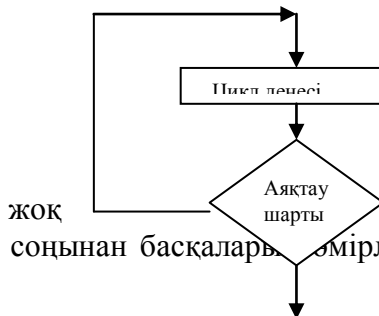 Цикл денесі
Аяқтау
шарты
жоқ
соңынан басқалары